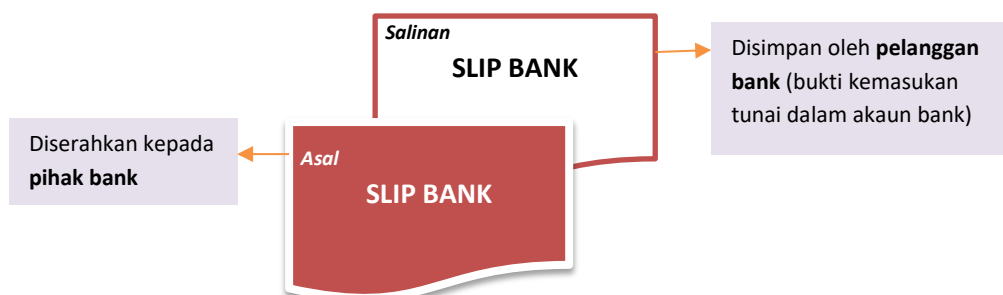 Salinan
SLIP BANK
Disimpan oleh pelanggan
bank (bukti kemasukan
tunai dalam akaun bank)
Diserahkan kepada
pihak bank
Asal
SLIP BANK